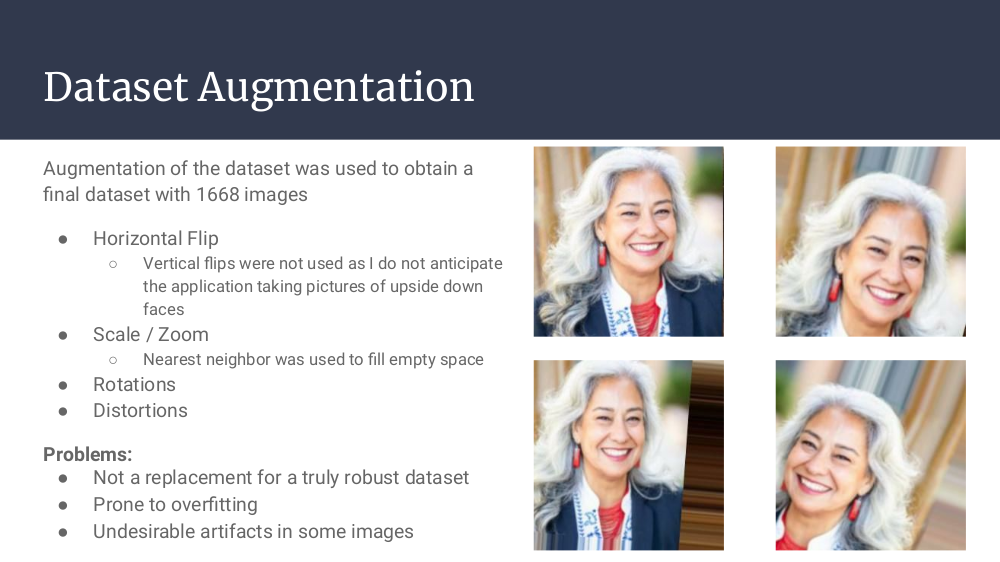 Dataset Augmentation
Augmentation of the dataset was used to obtain a
final dataset with 1668 images
● Horizontal Flip
○ Vertical flips were not used as I do not anticipate
the application taking pictures of upside down
faces
● Scale / Zoom
○ Nearest neighbor was used to fill empty space
● Rotations
● Distortions
Problems:
● Not a replacement for a truly robust dataset
● Prone to overfitting
● Undesirable artifacts in some images